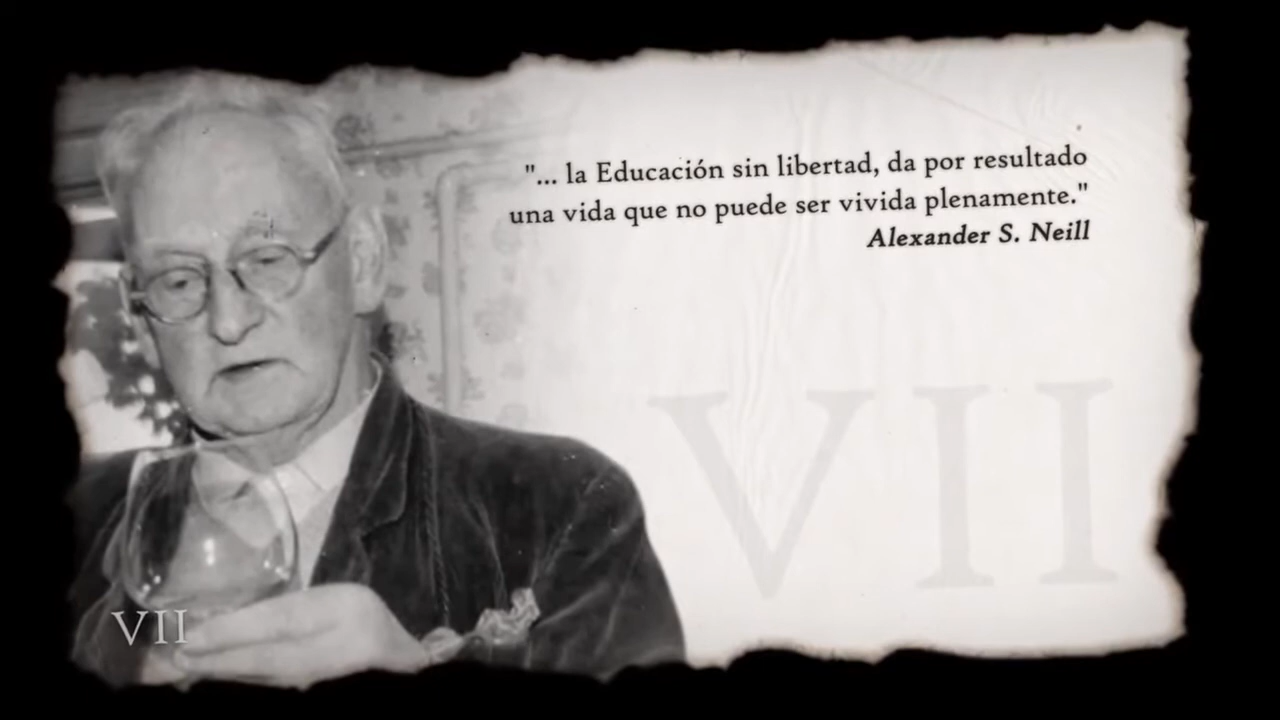 "... la Educación sin libertad, da por resultado
una vida que no puede ser vivida plenamente."
Alexander S. Neill
VII
VII